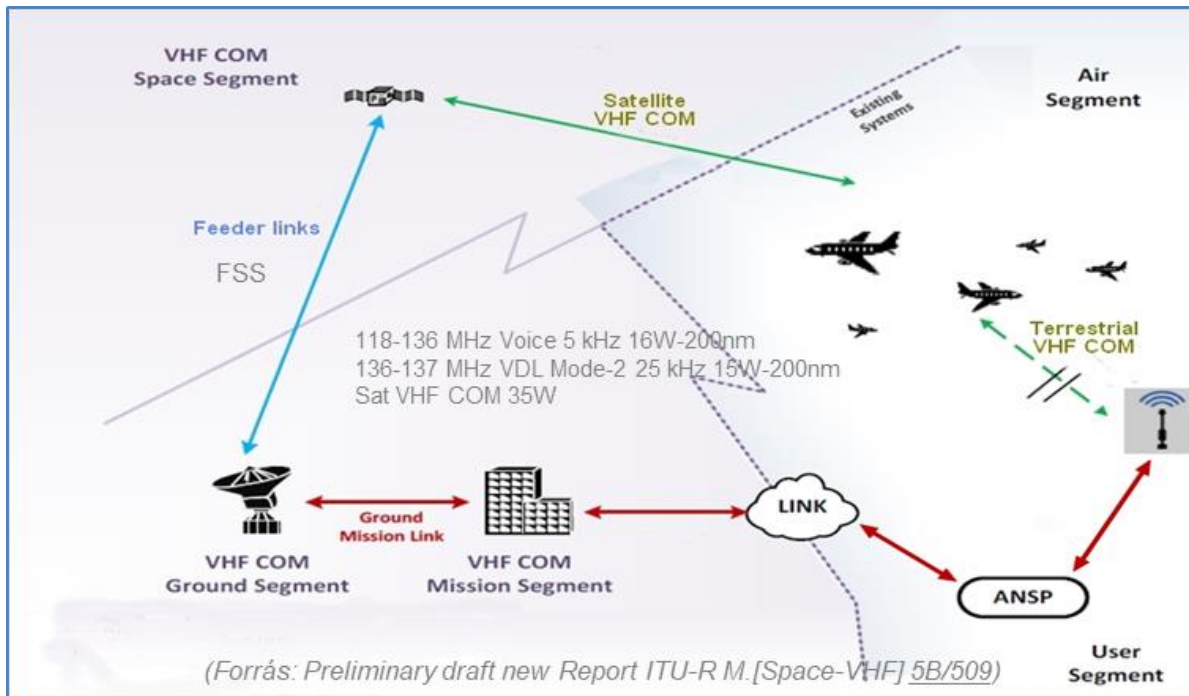 VHF COM
Space Segment
Satellite
VHF COM
Existing
Systems
Air
Segment
Feeder links
FSS
118-136 MHz Voice 5 kHz 16W-200nm
136-137 MHz VDL Mode-2 25 kHz 15W-200nm
Sat VHF COM 35W
Terrestrial
VHF COM
Ground
Mission Link
LINK
VHF COM
Ground Segment
VHF COM
Mission Segment
ANSP
User
Segment
(Forrás: Preliminary draft new Report ITU-R M.[Space-VHF] 5B/509)